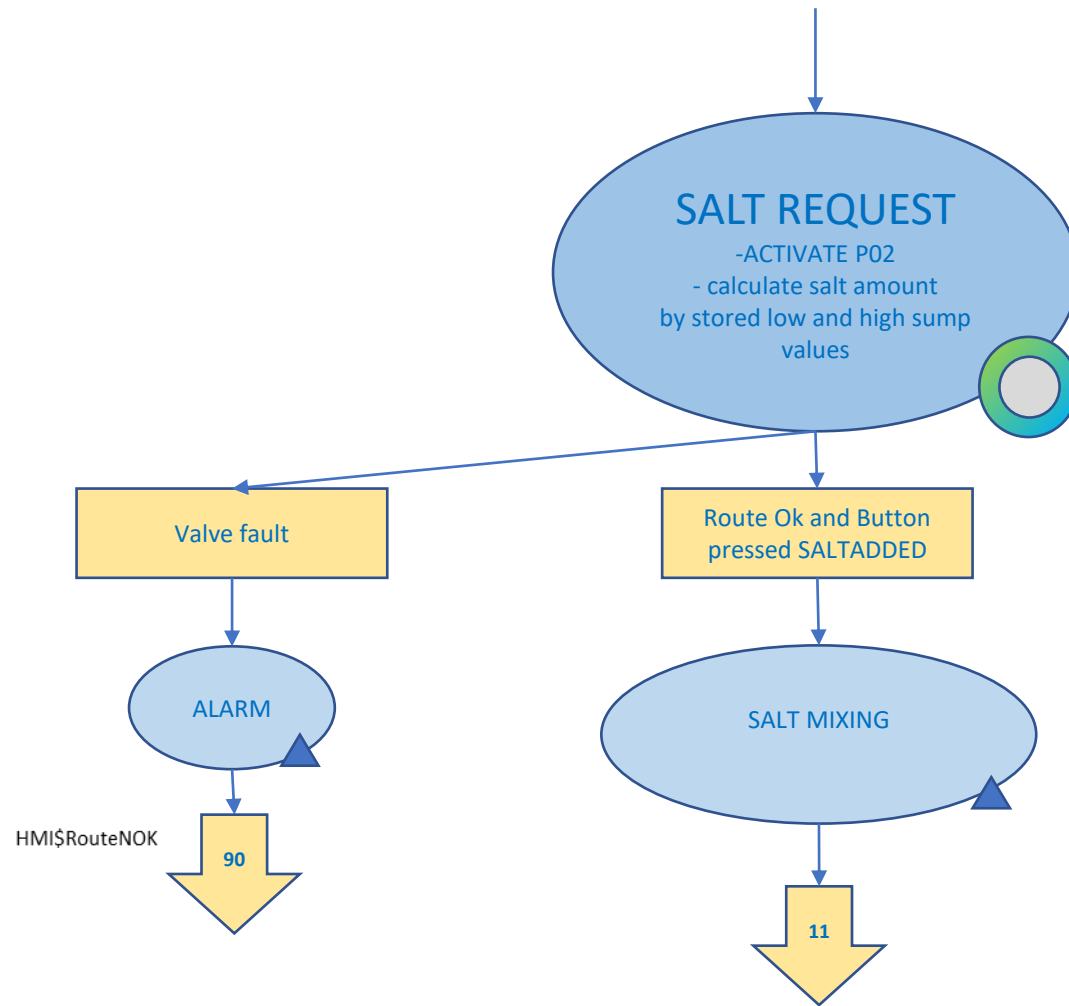 SALT REQUEST
-ACTIVATE P02
- calculate salt amount
by stored low and high sump
values
Valve fault
Route Ok and Button
pressed SALTADDED
ALARM
SALT MIXING
HMI$RouteNOK
90
11